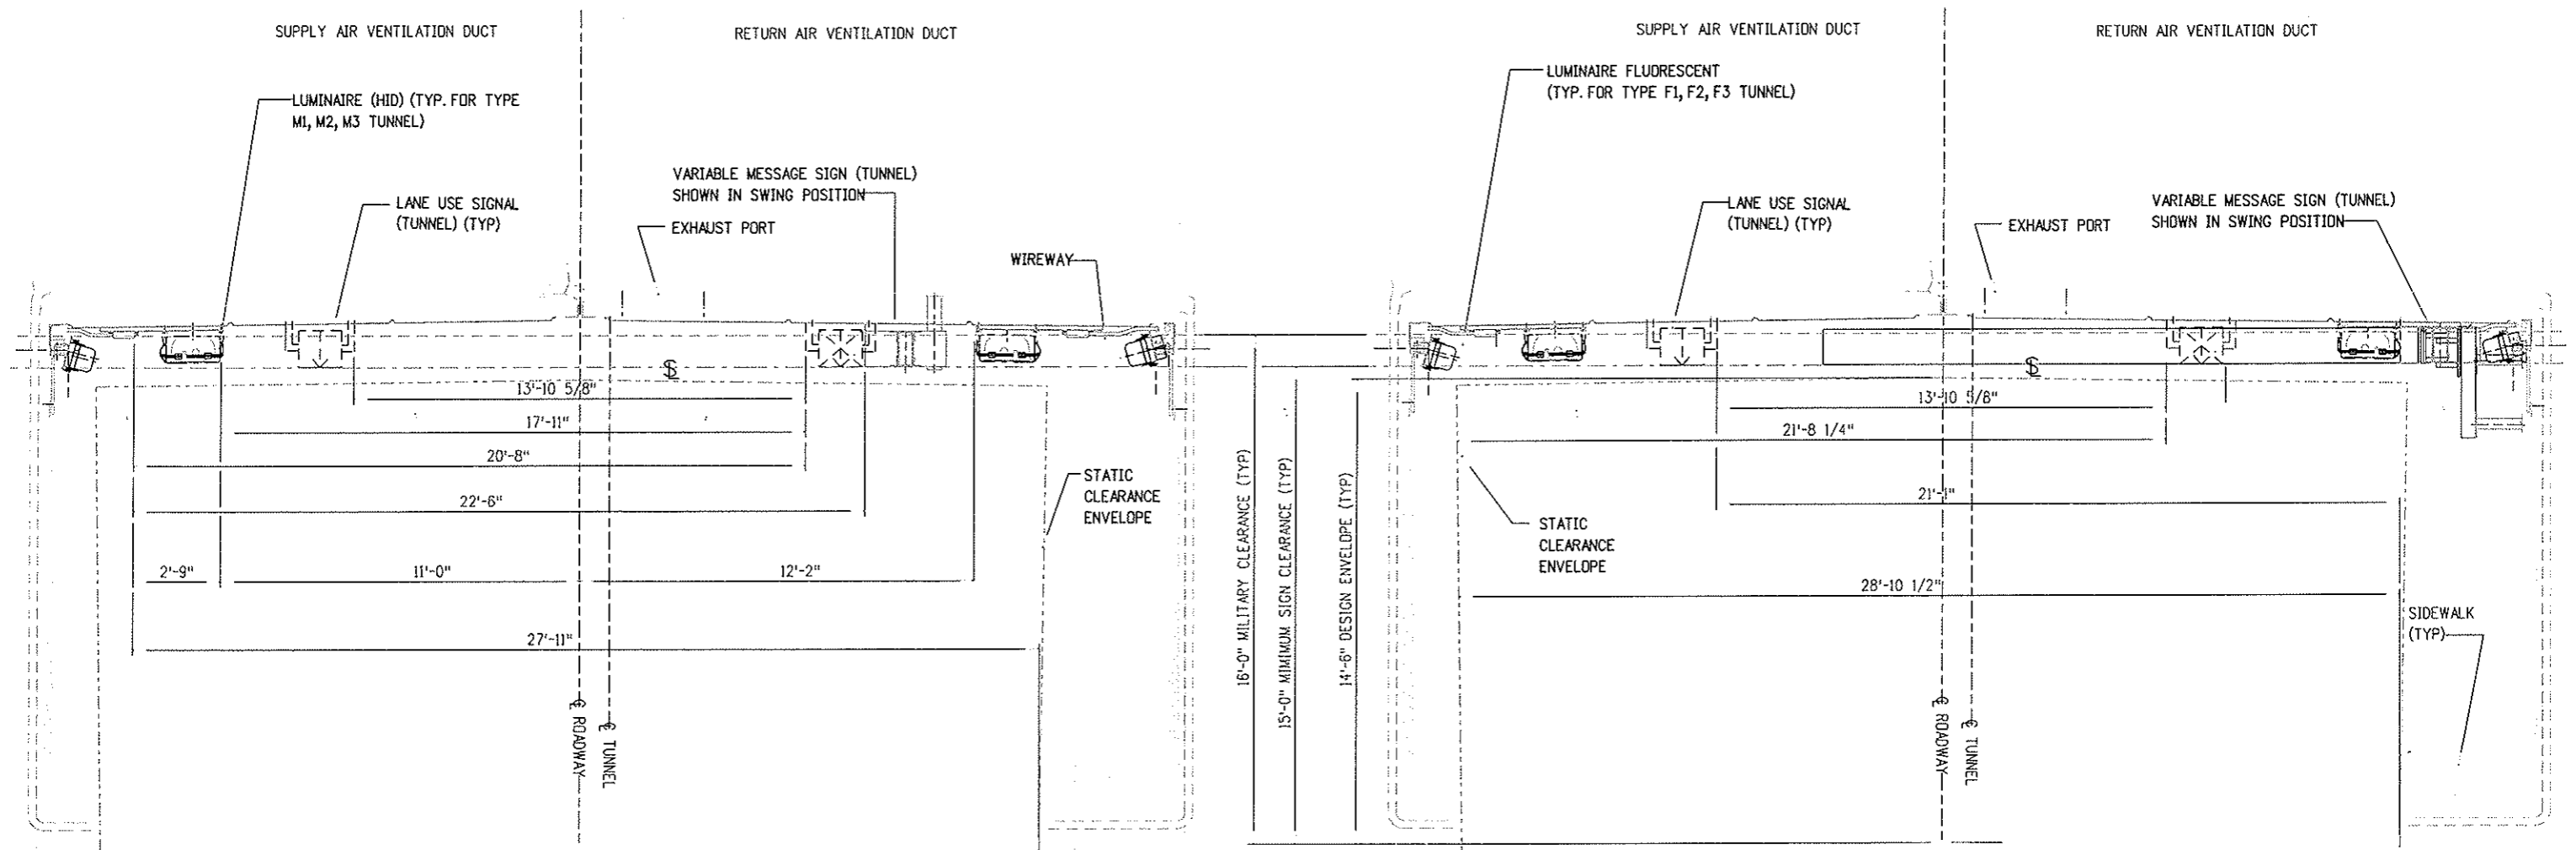 SUPPLY AIR VENTILATION DUCT
RETURN AIR VENTILATION DUCT
LUMINAIRE (HID) (TYP. FOR TYPE
M1, M2, M3 TUNNEL)
LANE USE SIGNAL
(TUNNEL) (TYP)
VARIABLE MESSAGE SIGN (TUNNEL)
SHOWN IN SWING POSITION
EXHAUST PORT
WIREWAY
13'-10 5/8"
17'-11"
20'-8"
22'-6"
2'-9"
11'-0"
12'-2"
27'-11"
STATIC
CLEARANCE
ENVELOPE
℄ ROADWAY
℄ TUNNEL
16'-0" MILITARY CLEARANCE (TYP)
15'-0" MIMIMUM SIGN CLEARANCE (TYP)
14'-6" DESIGN ENVELOPE (TYP)
SUPPLY AIR VENTILATION DUCT
RETURN AIR VENTILATION DUCT
LUMINAIRE FLUORESCENT
(TYP. FOR TYPE F1, F2, F3 TUNNEL)
LANE USE SIGNAL
(TUNNEL) (TYP)
EXHAUST PORT
VARIABLE MESSAGE SIGN (TUNNEL)
SHOWN IN SWING POSITION
13'-10 5/8"
21'-8 1/4"
21'-1"
STATIC
CLEARANCE
ENVELOPE
28'-10 1/2"
SIDEWALK
(TYP)
℄ ROADWAY
℄ TUNNEL